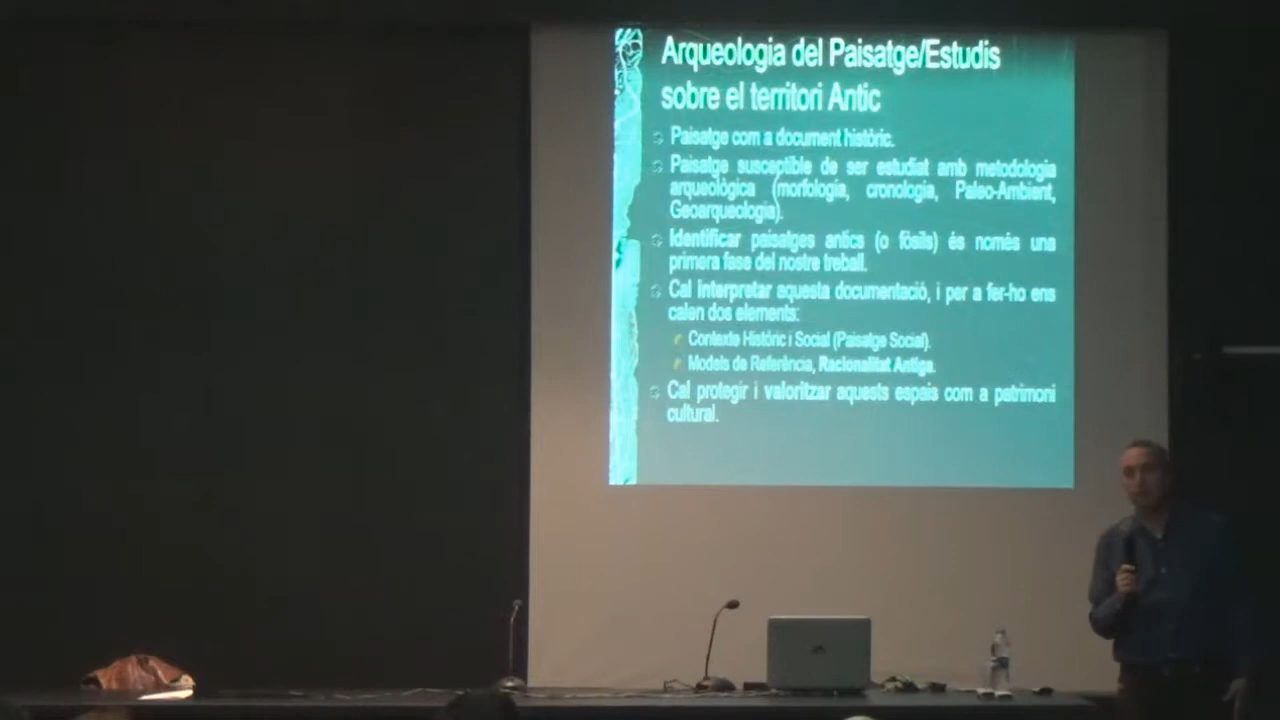 Arqueologia del Paisatge/Estudis
sobre el territori Antic
Paisatge com a document històric.
Paisatge susceptible de ser estudiat amb metodologia
arqueològica (morfologia, cronologia, Paleo-Ambient,
Geoarqueologia).
Identificar paisatges antics (o fòsils) és només una
primera fase del nostre treball.
Cal interpretar aquesta documentació, i per a fer-ho ens
calen dos elements:
Contexte Històric i Social (Paisatge Social).
Models de Referència, Racionalitat Antiga.
Cal protegir i valoritzar aquests espais com a patrimoni
cultural.